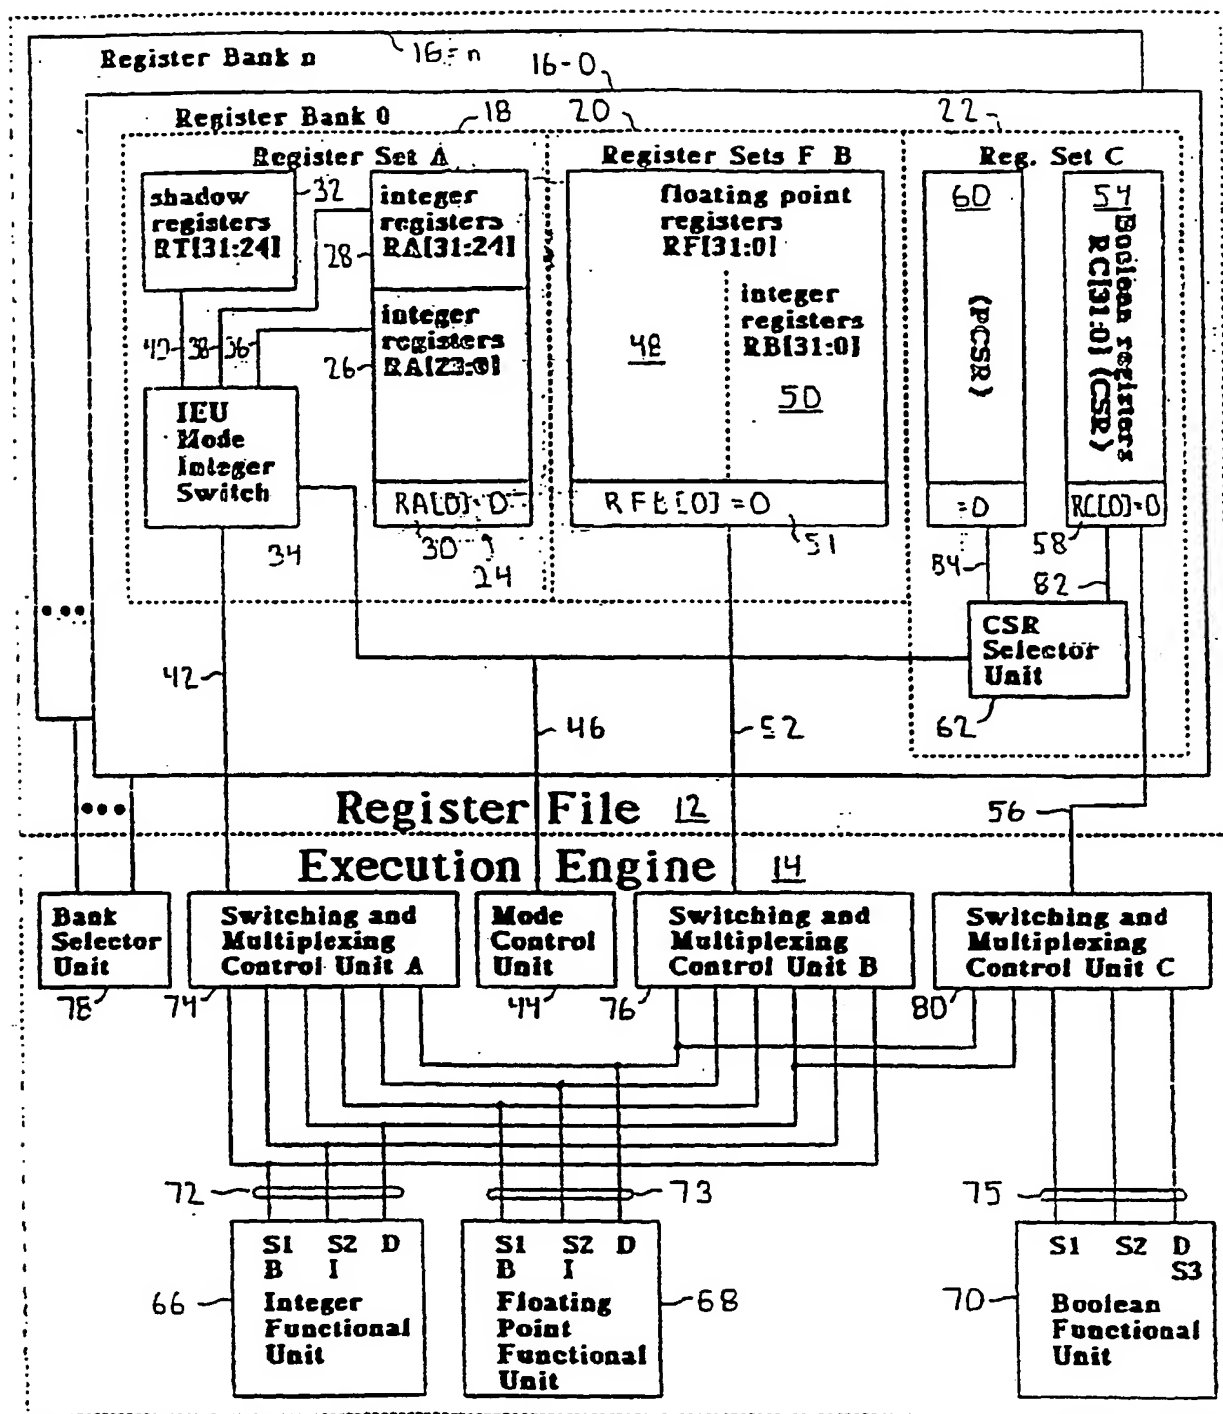 Register Bank n
16-n
16-0
Register Bank 0
18
20
22
Register Set A
Register Sets F B
Reg. Set C
shadow
registers
RT[31:24]
32
integer
registers
RA[31:24]
28
integer
registers
RA[23:0]
26
floating point
registers
RF[31:0]
integer
registers
RB[31:0]
48
50
60
(PCSR)
54
Boolean registers
RC[31:0] (CSR)
40
38
36
IEU
Mode
Integer
Switch
34
RA[0]=0
30
24
=0
51
RC[0]=0
58
84
82
CSR
Selector
Unit
62
42
46
52
56
Register File 12
Execution Engine 14
Bank
Selector
Unit
78
Switching and
Multiplexing
Control Unit A
74
Mode
Control
Unit
44
Switching and
Multiplexing
Control Unit B
76
Switching and
Multiplexing
Control Unit C
80
72
73
75
S1 S2 D
B I
Integer
Functional
Unit
66
S1 S2 D
B I
Floating
Point
Functional
Unit
68
S1 S2 D
S3
Boolean
Functional
Unit
70